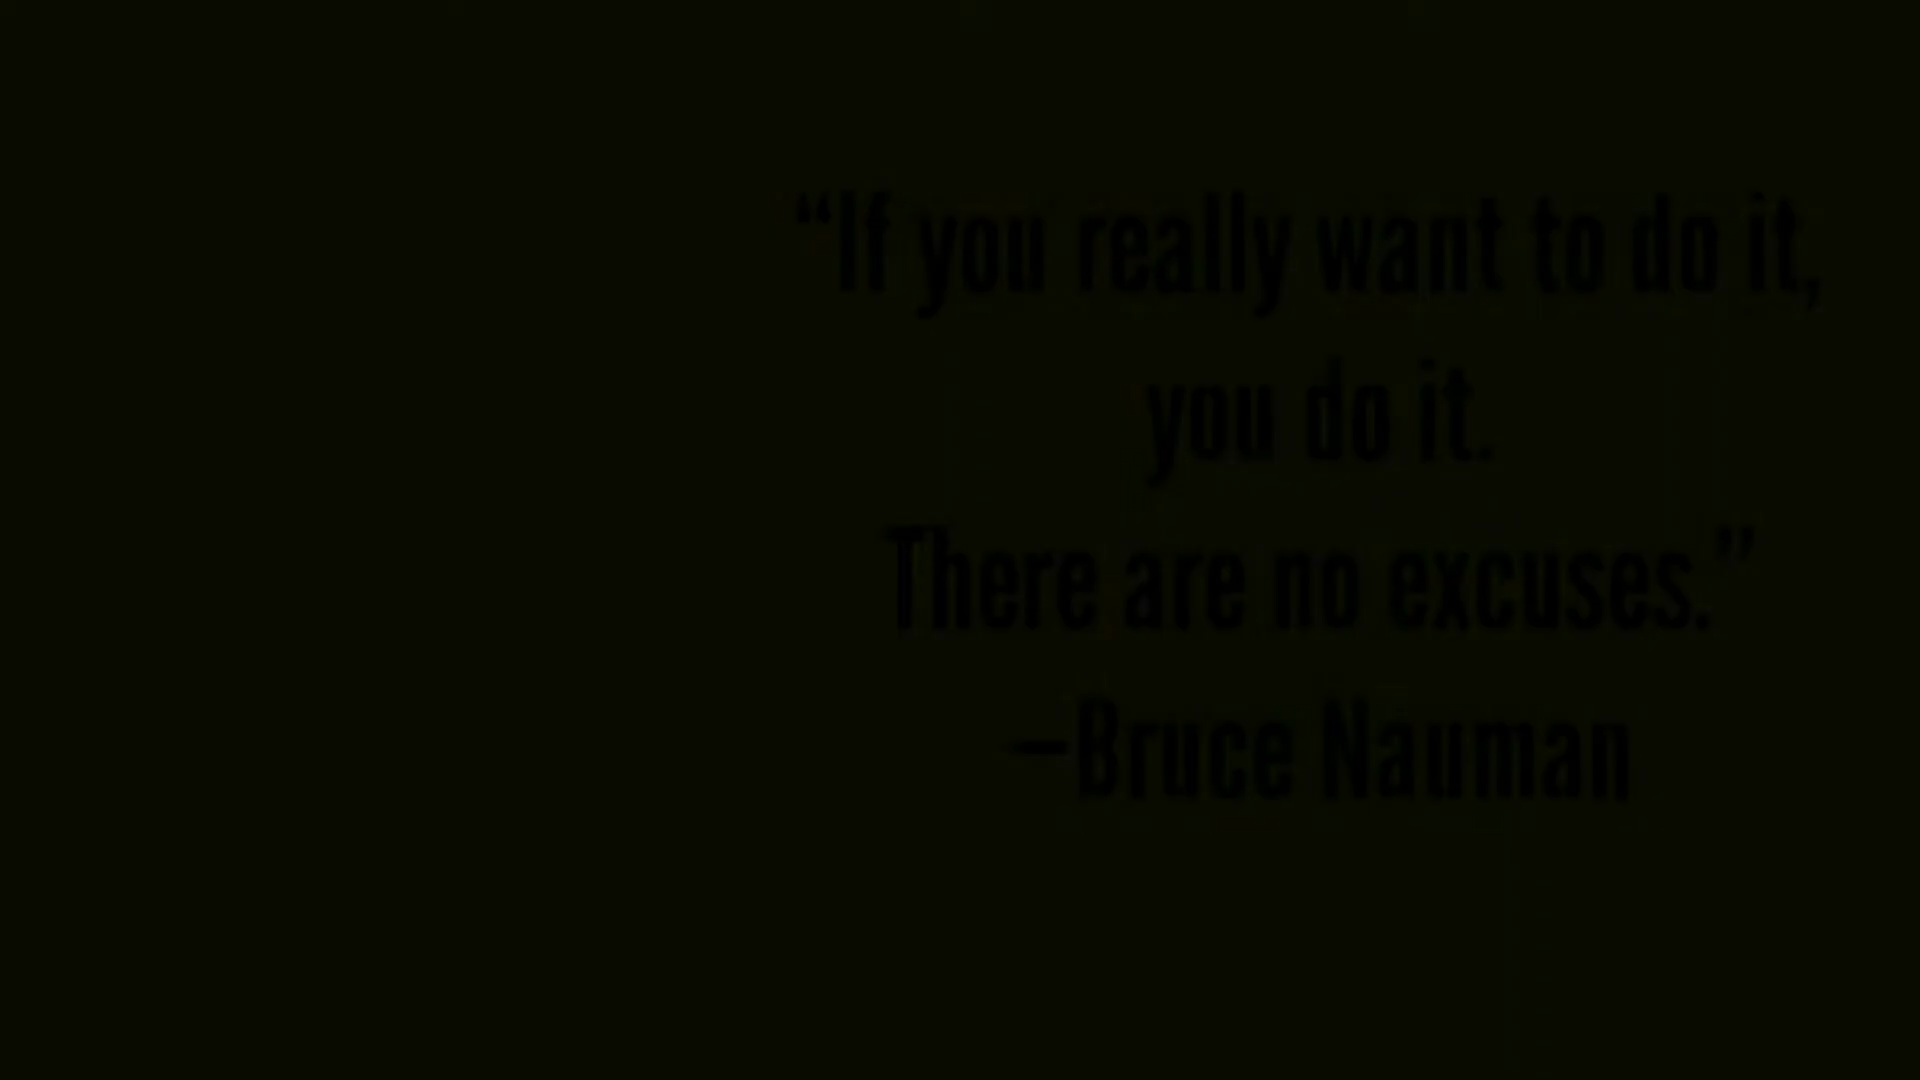 “If you really want to do it,
you do it.
There are no excuses.”
—Bruce Nauman